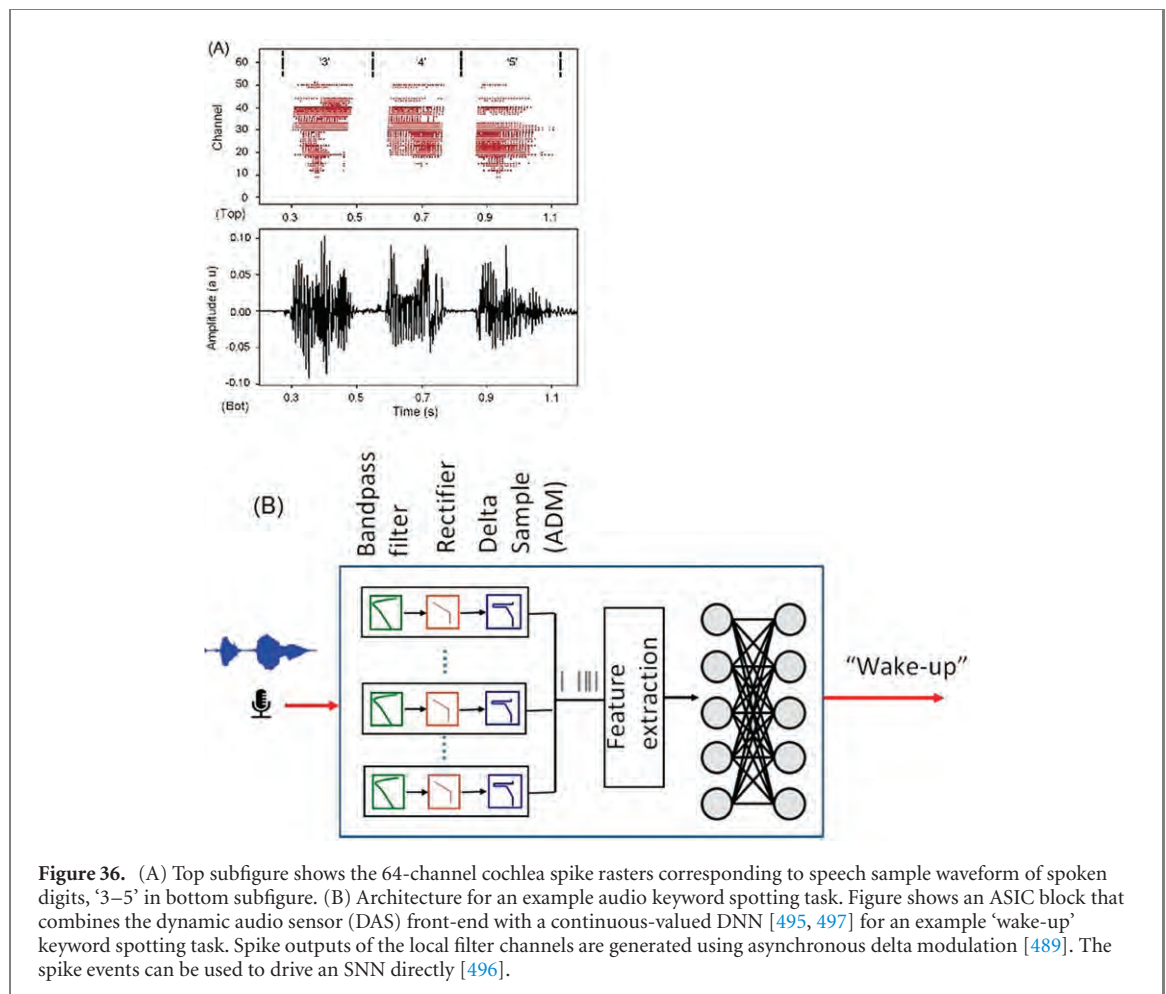 (A)
60
50
40
30
20
10
0
Channel
'3' '4' '5'
(Top)
0.3 0.5 0.7 0.9 1.1
0.10
0.05
0.00
-0.05
-0.10
Amplitude (a u)
(Bot)
0.3 0.5 0.7 0.9 1.1
Time (s)
(B)
Bandpass
filter
Rectifier
Delta
Sample
(ADM)
Feature
extraction
“Wake-up”
Figure 36. (A) Top subfigure shows the 64-channel cochlea spike rasters corresponding to speech sample waveform of spoken
digits, ‘3–5’ in bottom subfigure. (B) Architecture for an example audio keyword spotting task. Figure shows an ASIC block that
combines the dynamic audio sensor (DAS) front-end with a continuous-valued DNN [495, 497] for an example ‘wake-up’
keyword spotting task. Spike outputs of the local filter channels are generated using asynchronous delta modulation [489]. The
spike events can be used to drive an SNN directly [496].